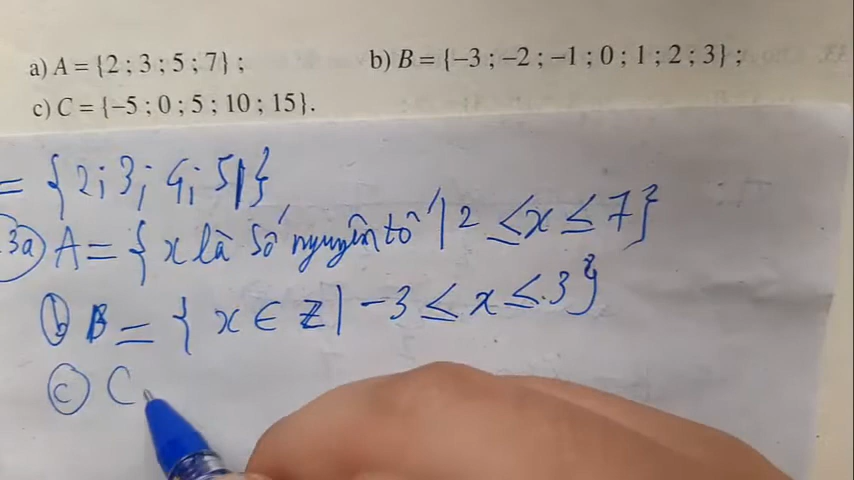 a) A = {2 ; 3 ; 5 ; 7} ; b) B = {−3 ; −2 ; −1 ; 0 ; 1 ; 2 ; 3} ;
c) C = {−5 ; 0 ; 5 ; 10 ; 15}.
= { 2; 3; 4; 5 }
3a) A = { x là số nguyên tố | 2 ≤ x ≤ 7}
b) B = { x ∈ Z | −3 ≤ x ≤ 3}
c) C